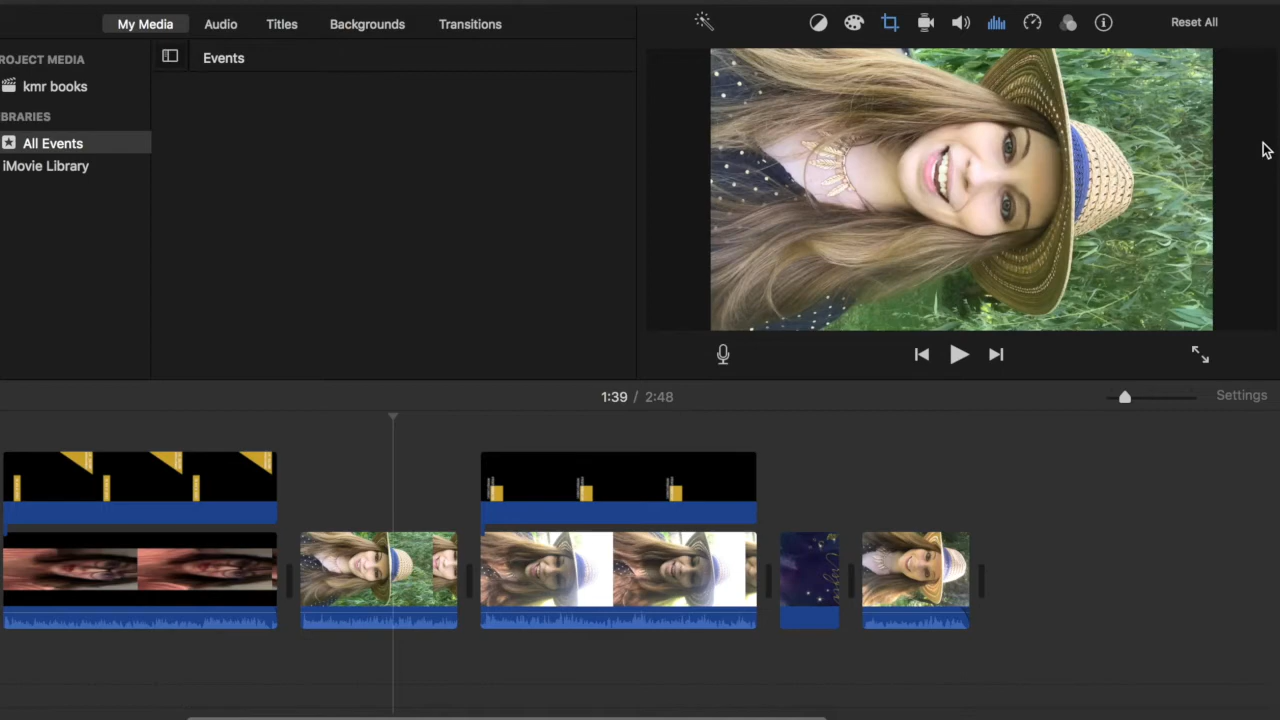 My Media Audio Titles Backgrounds Transitions Reset All
ROJECT MEDIA Events
kmr books
BRARIES
All Events
iMovie Library
1:39 / 2:48 Settings